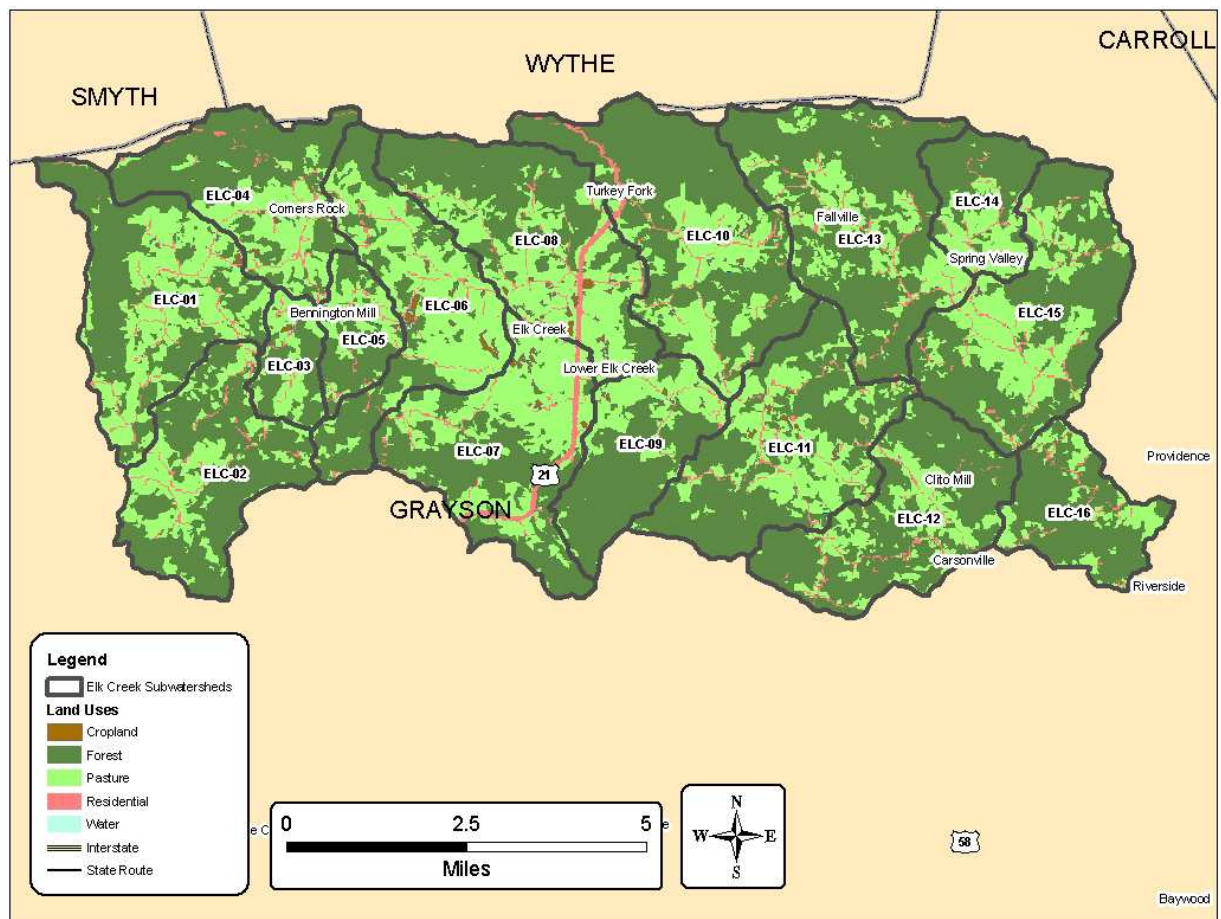 CARROLL
WYTHE
SMYTH
ELC-04
Comers Rock
Turkey Fork
ELC-14
ELC-08
ELC-10
Fallville
ELC-13
Spring Valley
ELC-01
ELC-06
Bennington Mill
ELC-05
ELC-15
Elk Creek
ELC-03
Lower Elk Creek
ELC-09
ELC-07
ELC-11
ELC-02
21
Providence
Clito Mill
GRAYSON
ELC-12
ELC-16
Carsonville
Riverside
Legend
Elk Creek Subwatersheds
Land Uses
Cropland
Forest
Pasture
Residential
Water
Interstate
State Route
e C
0 2.5 5
Miles
e
N
W E
S
58
Baywood